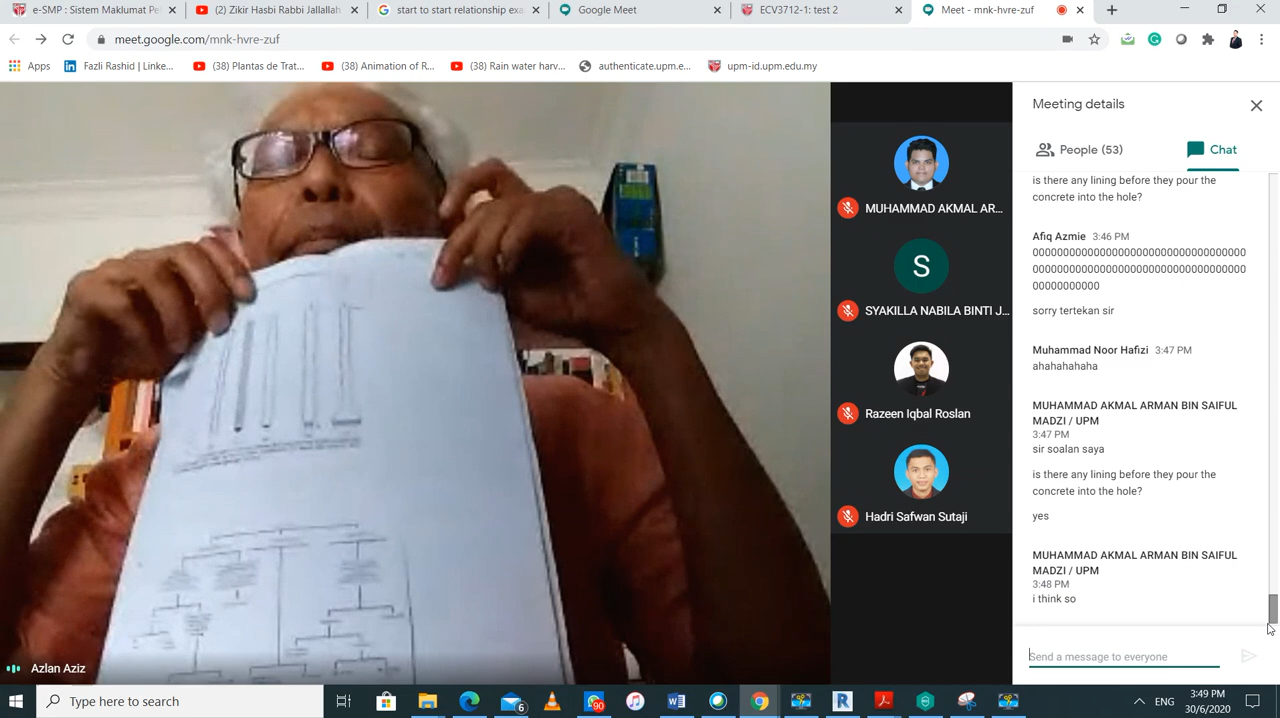 e-SMP : Sistem Maklumat Pe
(2) Zikir Hasbi Rabbi Jallallah
start to start relationship exa
Google Meet
ECV3712-1: test 2
Meet - mnk-hvre-zuf
meet.google.com/mnk-hvre-zuf
Apps
Fazli Rashid | Linke...
(38) Plantas de Trat...
(38) Animation of R...
(38) Rain water harv...
authenticate.upm.e...
upm-id.upm.edu.my
Azlan Aziz
MUHAMMAD AKMAL AR...
S
SYAKILLA NABILA BINTI J...
Razeen Iqbal Roslan
Hadri Safwan Sutaji
Meeting details
People (53)
Chat
is there any lining before they pour the
concrete into the hole?
Afiq Azmie 3:46 PM
sorry tertekan sir
Muhammad Noor Hafizi 3:47 PM
ahahahahaha
MUHAMMAD AKMAL ARMAN BIN SAIFUL
MADZI / UPM
3:47 PM
sir soalan saya
is there any lining before they pour the
concrete into the hole?
yes
MUHAMMAD AKMAL ARMAN BIN SAIFUL
MADZI / UPM
3:48 PM
i think so
Send a message to everyone
Type here to search
6
90
ENG
3:49 PM
30/6/2020